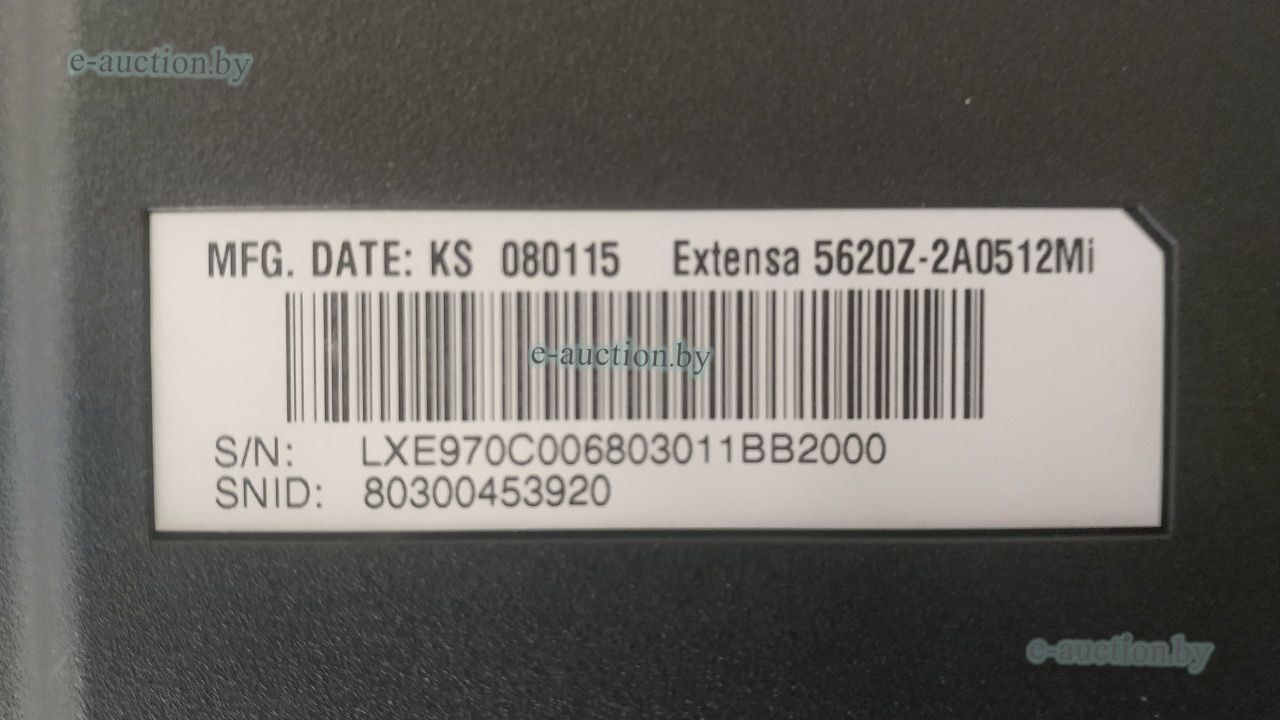 e-auction.by
MFG. DATE: KS 080115 Extensa 5620Z-2A0512Mi
e-auction.by
S/N: LXE970C006803011BB2000
SNID: 80300453920
e-auction.by